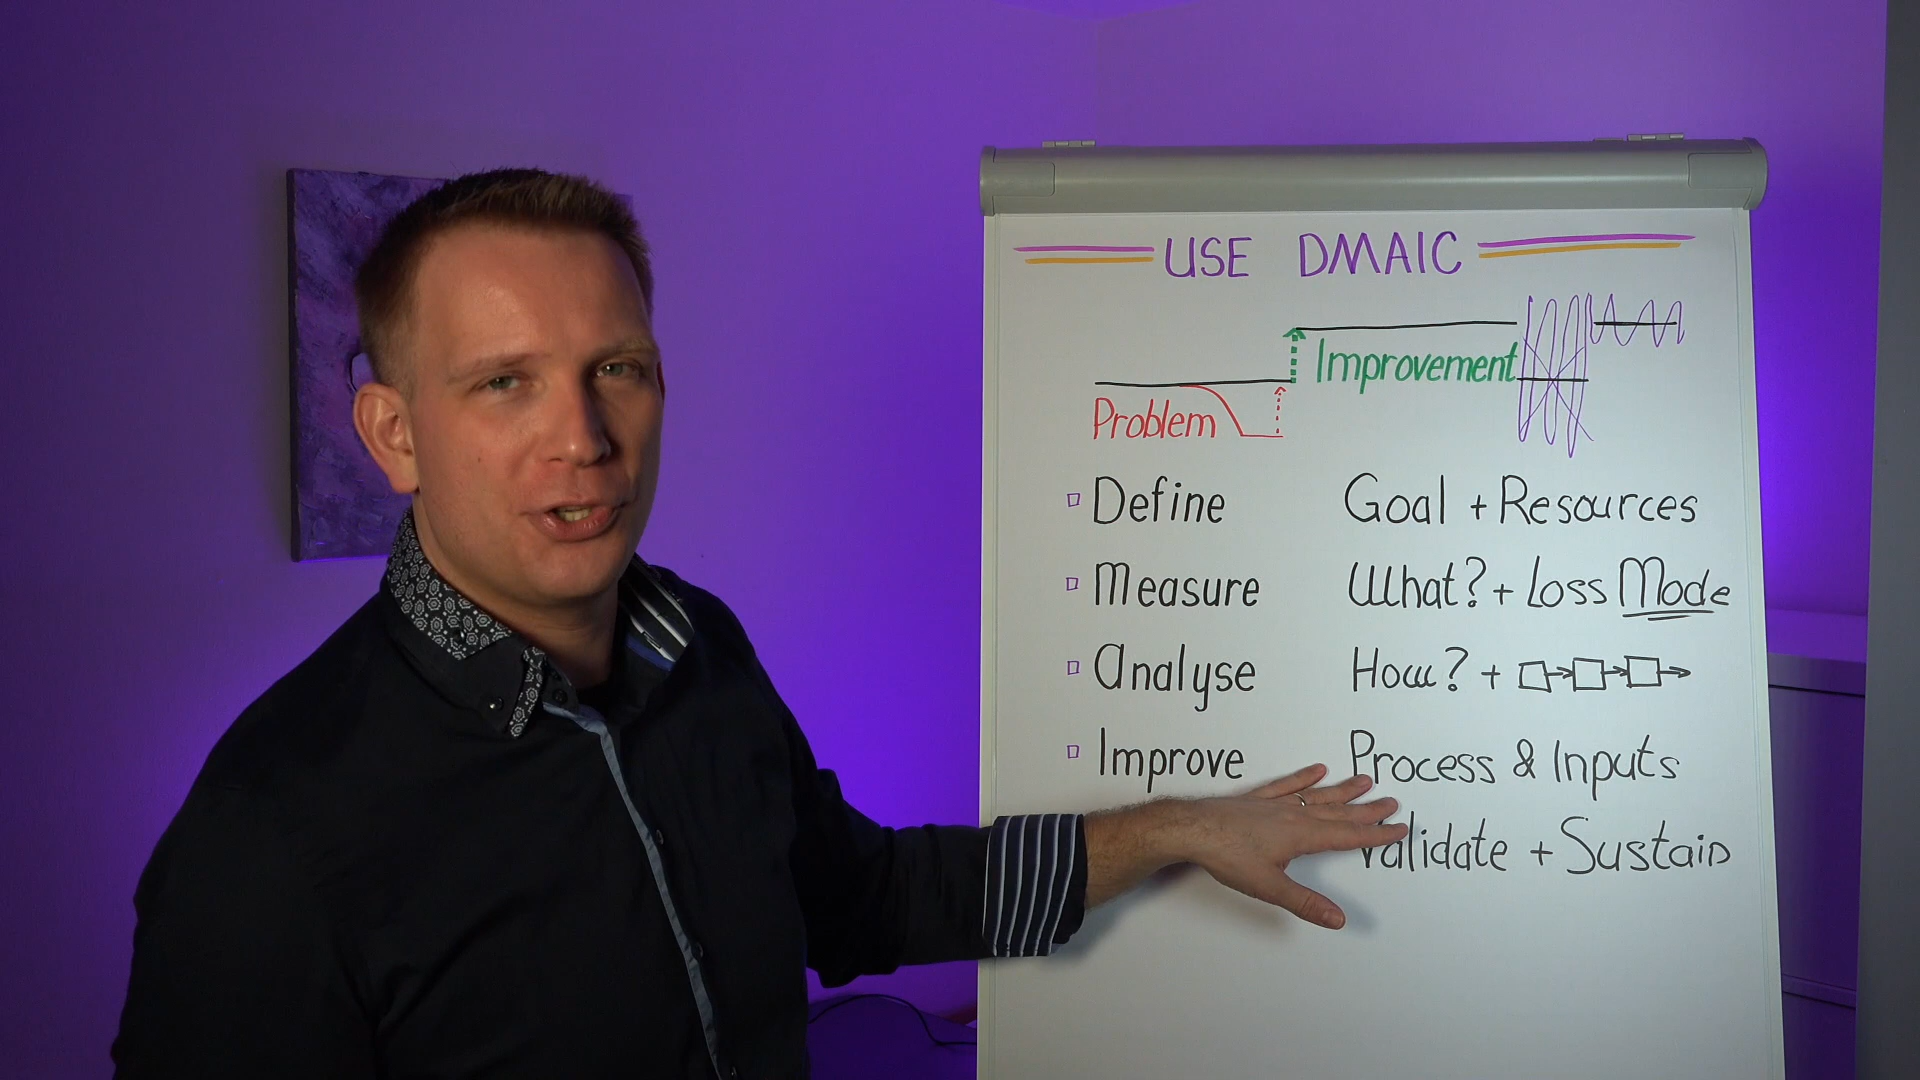 USE DMAIC
Improvement
Problem
Define Goal + Resources
Measure What? + Loss Mode
Analyse How? +
Improve Process & Inputs
Validate + Sustain